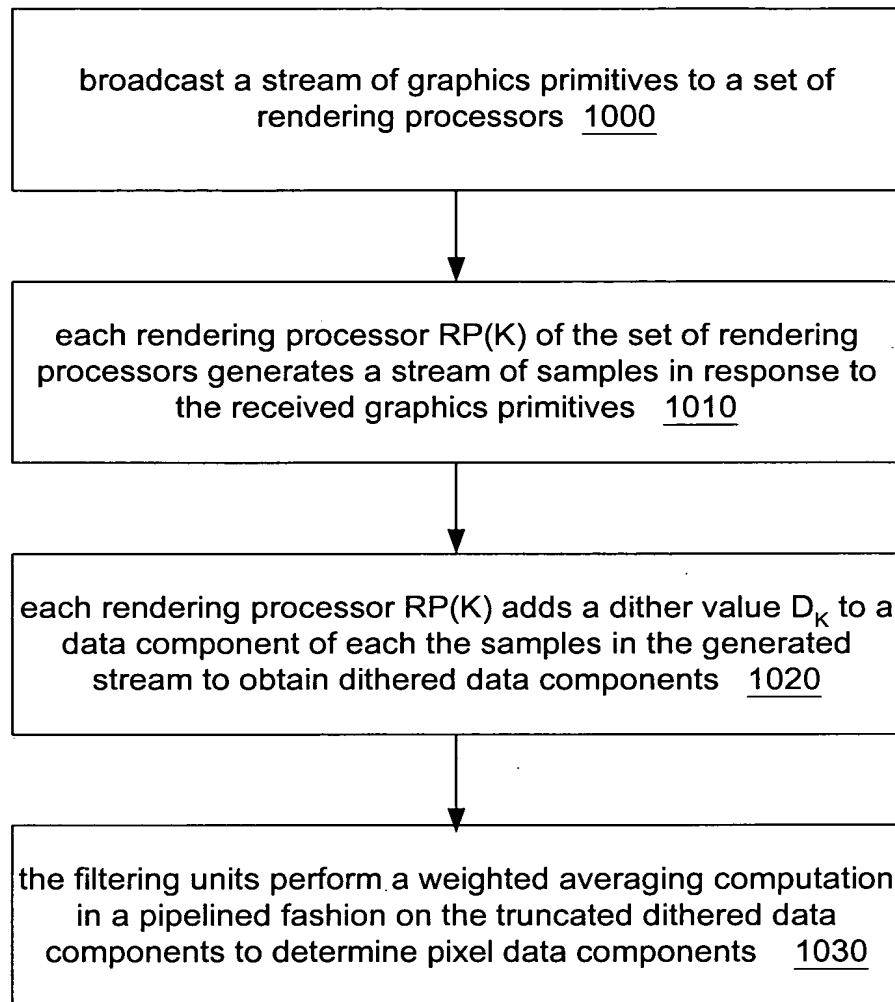 broadcast a stream of graphics primitives to a set of
rendering processors 1000
each rendering processor RP(K) of the set of rendering
processors generates a stream of samples in response to
the received graphics primitives 1010
each rendering processor RP(K) adds a dither value D_K to a
data component of each the samples in the generated
stream to obtain dithered data components 1020
the filtering units perform a weighted averaging computation
in a pipelined fashion on the truncated dithered data
components to determine pixel data components 1030